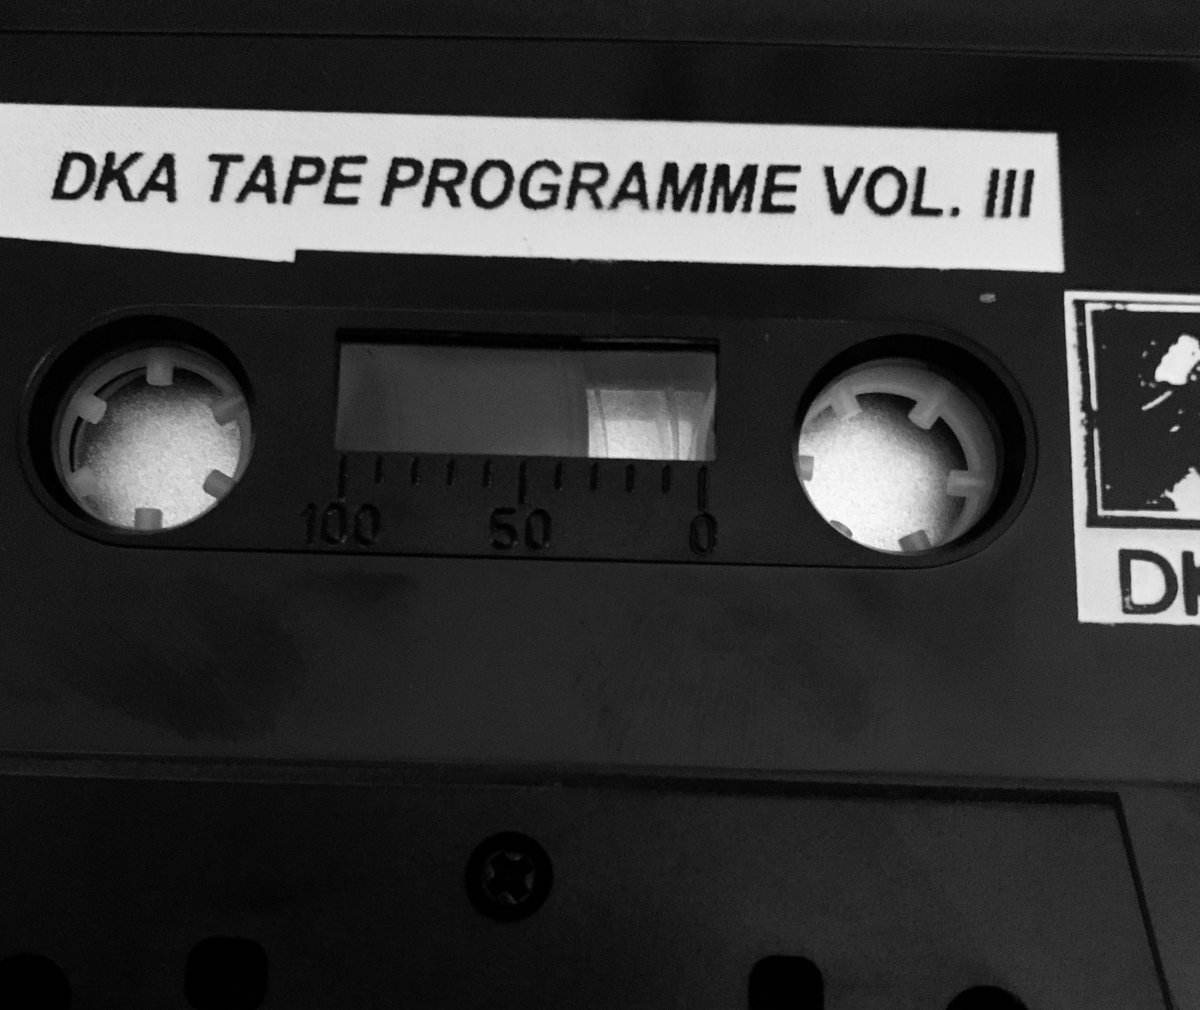 DKA TAPE PROGRAMME VOL. III
100 50 0